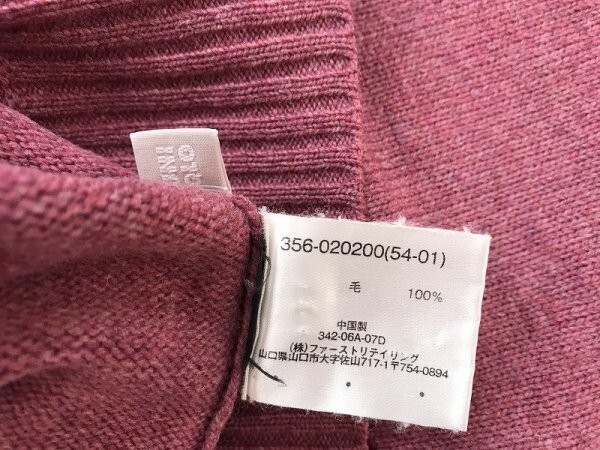 356-020200(54-01)
毛 100%
中国製
342-06A-07D
(株)ファーストリテイリング
山口県山口市大字佐山717-1〒754-0894